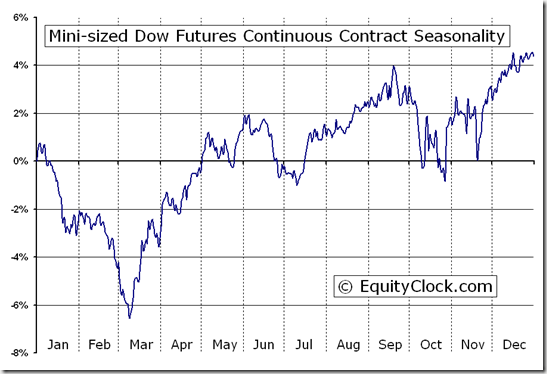 Mini-sized Dow Futures Continuous Contract Seasonality
6%
4%
2%
0%
-2%
-4%
-6%
-8%
© EquityClock.com
Jan Feb Mar Apr May Jun Jul Aug Sep Oct Nov Dec